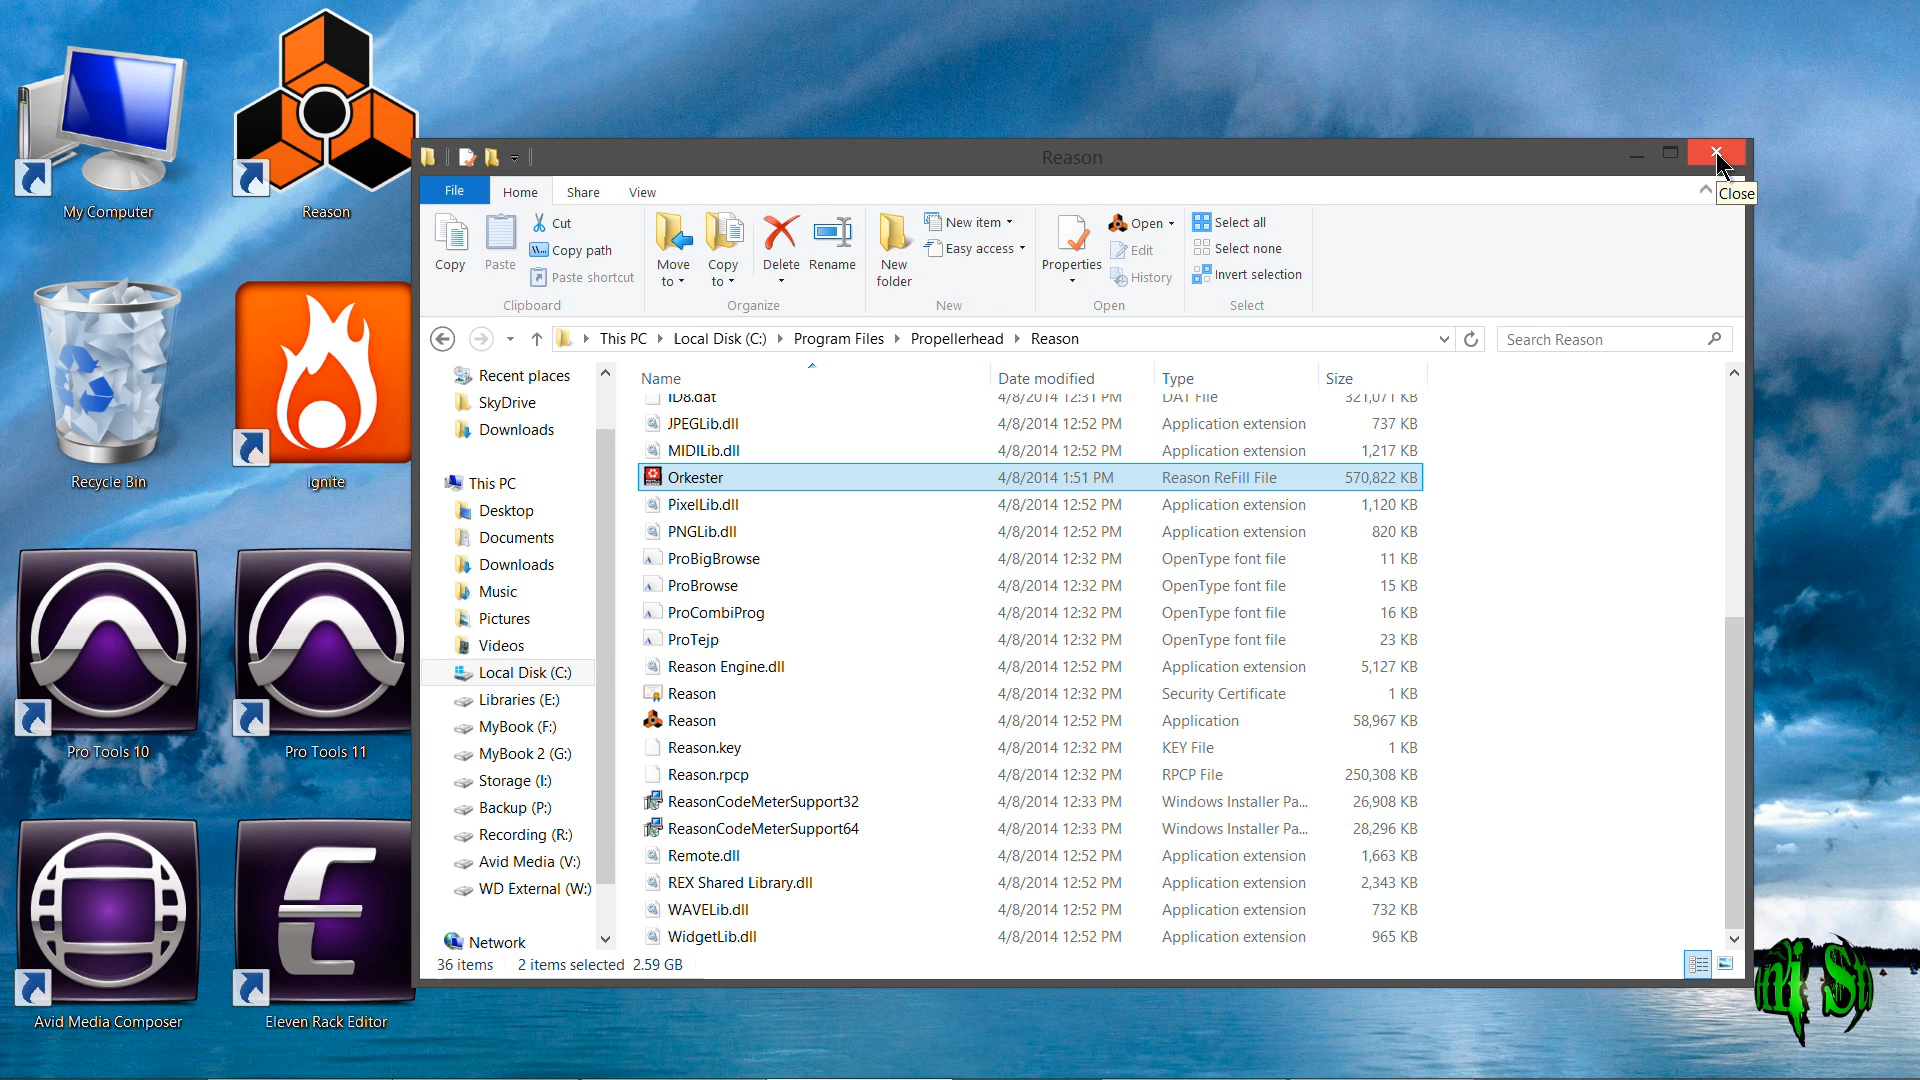 My Computer
Reason
Recycle Bin
Ignite
Pro Tools 10
Pro Tools 11
Avid Media Composer
Eleven Rack Editor
Reason
Close
File Home Share View
Copy
Paste
Cut
Copy path
Paste shortcut
Clipboard
Move to
Copy to
Delete
Rename
Organize
New folder
New item
Easy access
New
Properties
Open
Edit
History
Open
Select all
Select none
Invert selection
Select
This PC Local Disk (C:) Program Files Propellerhead Reason
Search Reason
Recent places
SkyDrive
Downloads
This PC
Desktop
Documents
Downloads
Music
Pictures
Videos
Local Disk (C:)
Libraries (E:)
MyBook (F:)
MyBook 2 (G:)
Storage (I:)
Backup (P:)
Recording (R:)
Avid Media (V:)
WD External (W:)
Network
Name Date modified Type Size
ID8.dat 4/8/2014 12:31 PM DAT File 321,071 KB
JPEGLib.dll 4/8/2014 12:52 PM Application extension 737 KB
MIDILib.dll 4/8/2014 12:52 PM Application extension 1,217 KB
Orkester 4/8/2014 1:51 PM Reason ReFill File 570,822 KB
PixelLib.dll 4/8/2014 12:52 PM Application extension 1,120 KB
PNGLib.dll 4/8/2014 12:52 PM Application extension 820 KB
ProBigBrowse 4/8/2014 12:32 PM OpenType font file 11 KB
ProBrowse 4/8/2014 12:32 PM OpenType font file 15 KB
ProCombiProg 4/8/2014 12:32 PM OpenType font file 16 KB
ProTejp 4/8/2014 12:32 PM OpenType font file 23 KB
Reason Engine.dll 4/8/2014 12:52 PM Application extension 5,127 KB
Reason 4/8/2014 12:32 PM Security Certificate 1 KB
Reason 4/8/2014 12:52 PM Application 58,967 KB
Reason.key 4/8/2014 12:32 PM KEY File 1 KB
Reason.rpcp 4/8/2014 12:32 PM RPCP File 250,308 KB
ReasonCodeMeterSupport32 4/8/2014 12:33 PM Windows Installer Pa... 26,908 KB
ReasonCodeMeterSupport64 4/8/2014 12:33 PM Windows Installer Pa... 28,296 KB
Remote.dll 4/8/2014 12:52 PM Application extension 1,663 KB
REX Shared Library.dll 4/8/2014 12:52 PM Application extension 2,343 KB
WAVELib.dll 4/8/2014 12:52 PM Application extension 732 KB
WidgetLib.dll 4/8/2014 12:52 PM Application extension 965 KB
36 items 2 items selected 2.59 GB